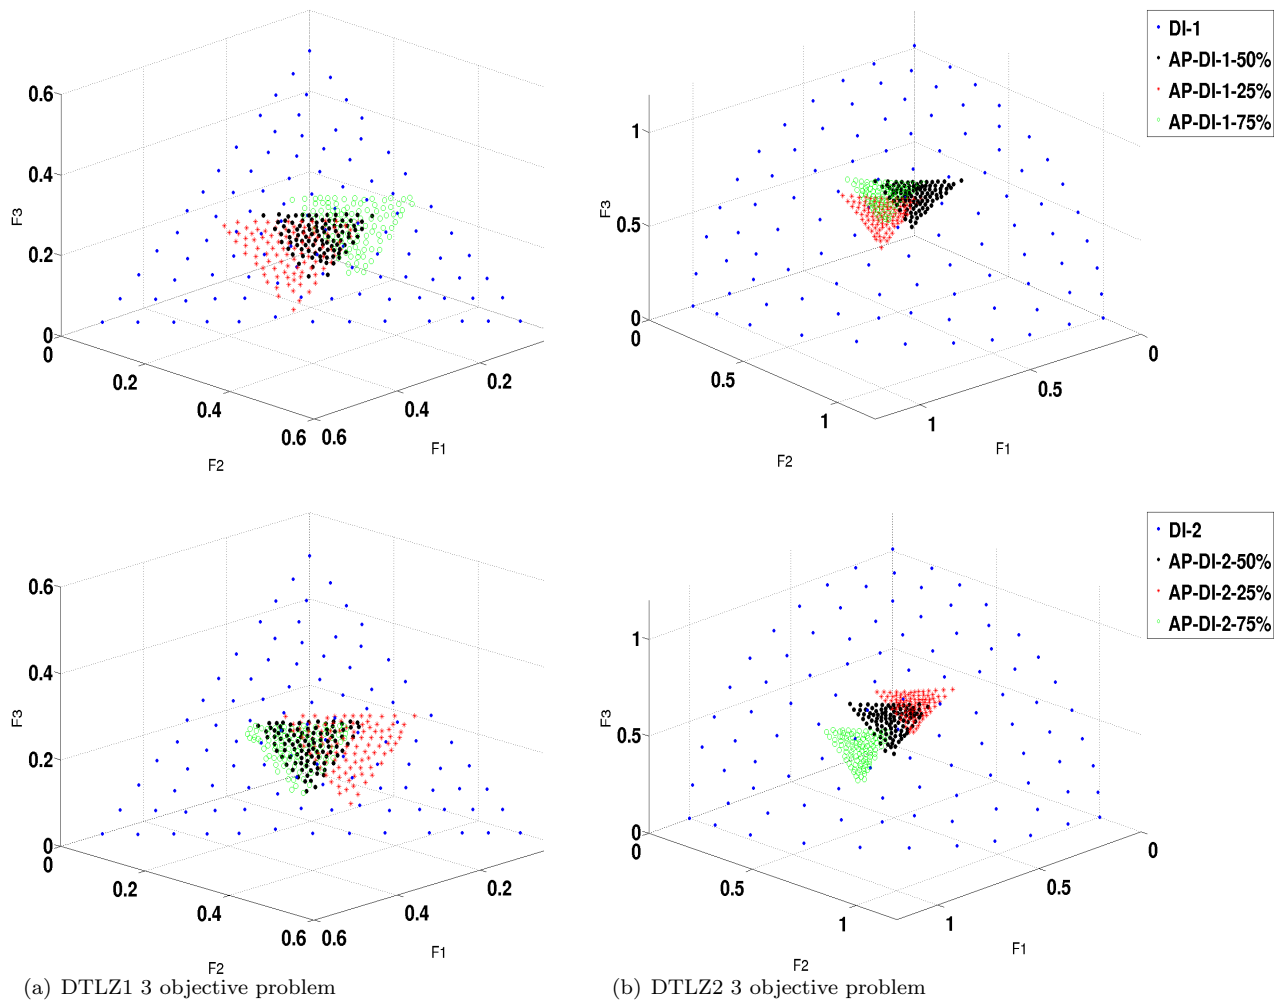 0.6
0.4
0.2
0
F3
0
0.2
0.4
0.6
F2
0.6
0.4
0.2
F1
1
0.5
0
F3
0
0.5
1
F2
1
0.5
0
F1
DI-1
AP-DI-1-50%
AP-DI-1-25%
AP-DI-1-75%
0.6
0.4
0.2
0
F3
0
0.2
0.4
0.6
F2
0.6
0.4
0.2
F1
1
0.5
0
F3
0
0.5
1
F2
1
0.5
0
F1
DI-2
AP-DI-2-50%
AP-DI-2-25%
AP-DI-2-75%
(a) DTLZ1 3 objective problem
(b) DTLZ2 3 objective problem